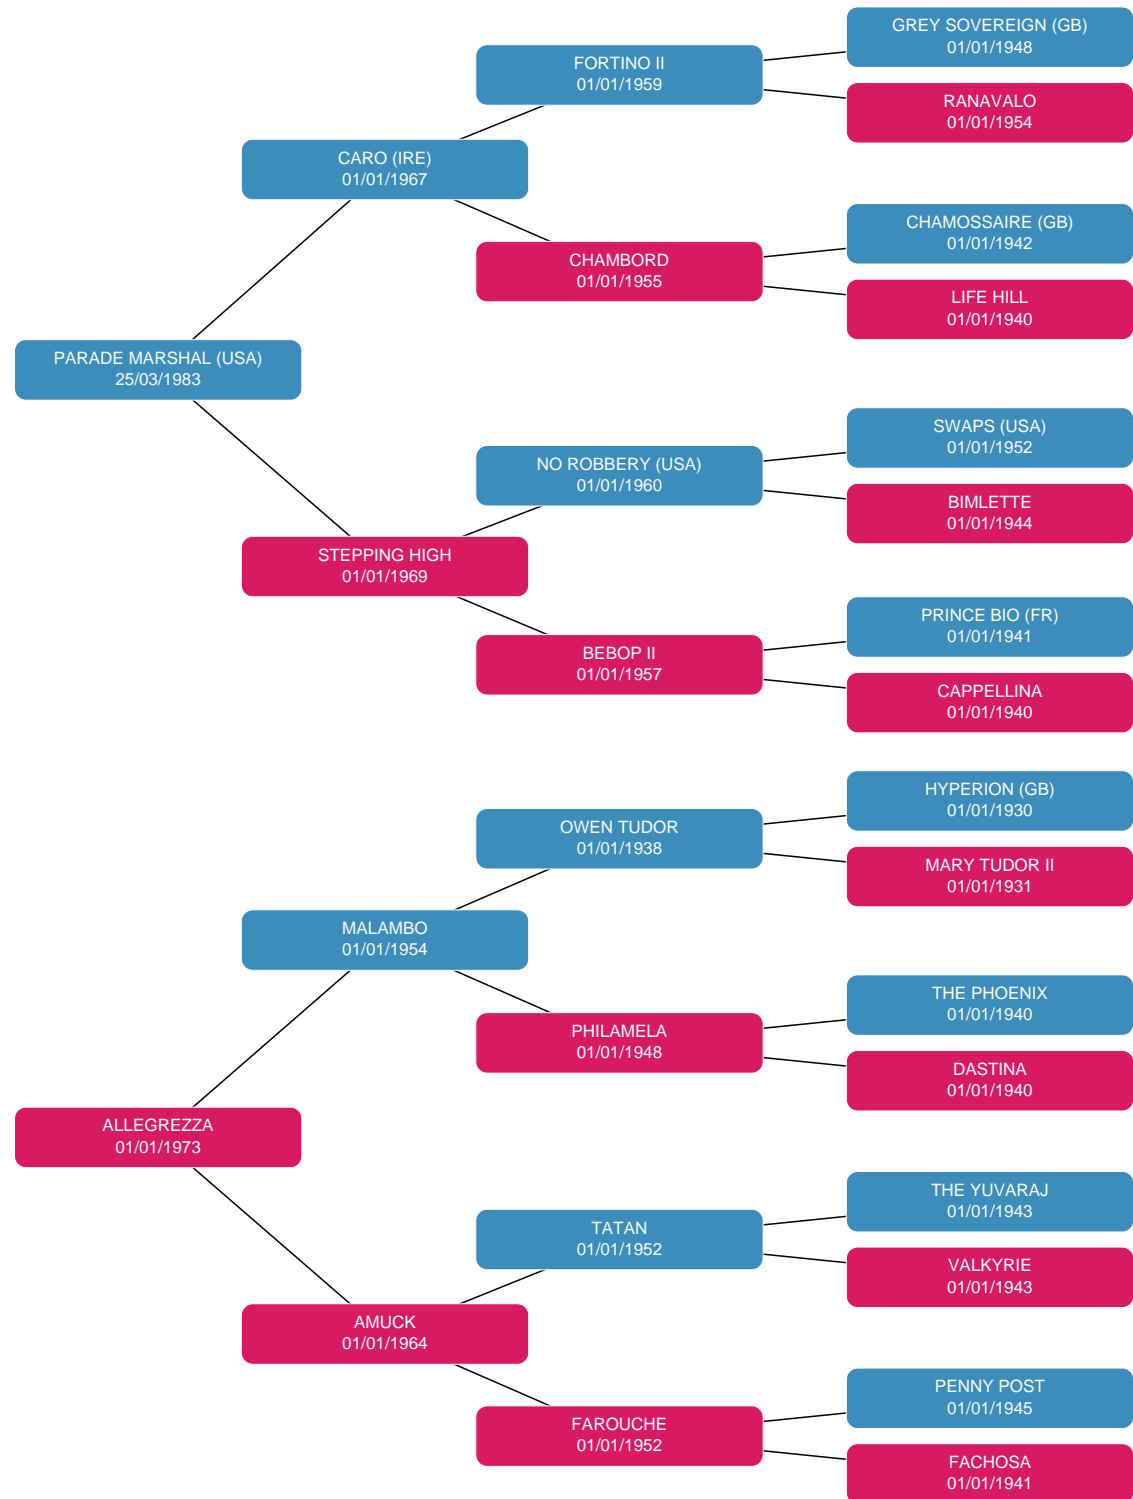 GREY SOVEREIGN (GB)
01/01/1948
FORTINO II
01/01/1959
RANAVALO
01/01/1954
CARO (IRE)
01/01/1967
CHAMOSSAIRE (GB)
01/01/1942
CHAMBORD
01/01/1955
LIFE HILL
01/01/1940
PARADE MARSHAL (USA)
25/03/1983
SWAPS (USA)
01/01/1952
NO ROBBERY (USA)
01/01/1960
BIMLETTE
01/01/1944
STEPPING HIGH
01/01/1969
PRINCE BIO (FR)
01/01/1941
BEBOP II
01/01/1957
CAPPELLINA
01/01/1940
HYPERION (GB)
01/01/1930
OWEN TUDOR
01/01/1938
MARY TUDOR II
01/01/1931
MALAMBO
01/01/1954
THE PHOENIX
01/01/1940
PHILAMELA
01/01/1948
DASTINA
01/01/1940
ALLEGREZZA
01/01/1973
THE YUVARAJ
01/01/1943
TATAN
01/01/1952
VALKYRIE
01/01/1943
AMUCK
01/01/1964
PENNY POST
01/01/1945
FAROUCHE
01/01/1952
FACHOSA
01/01/1941